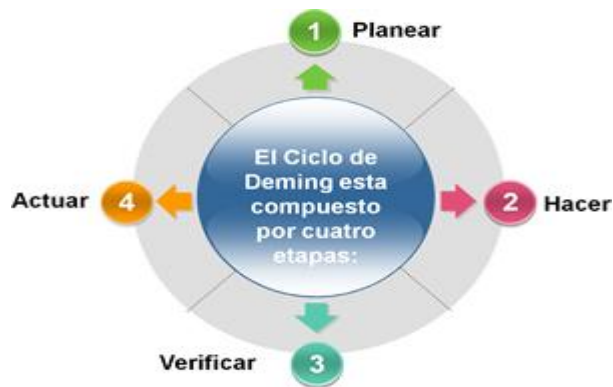 1 Planear
El Ciclo de
Deming esta
compuesto
por cuatro
etapas:
Actuar 4
2 Hacer
Verificar 3